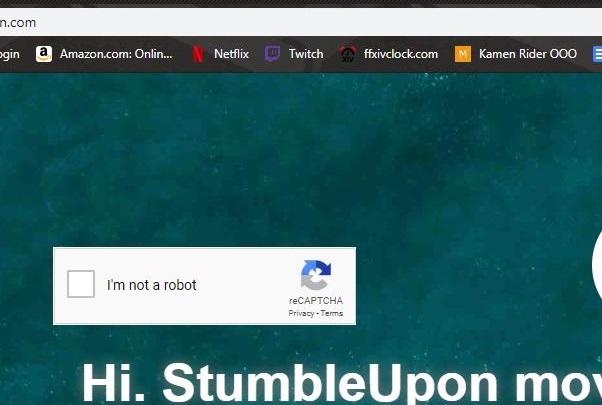 n.com
ogin Amazon.com: Onlin... Netflix Twitch ffxivclock.com Kamen Rider OOO
I'm not a robot
reCAPTCHA
Privacy - Terms
Hi. StumbleUpon mov